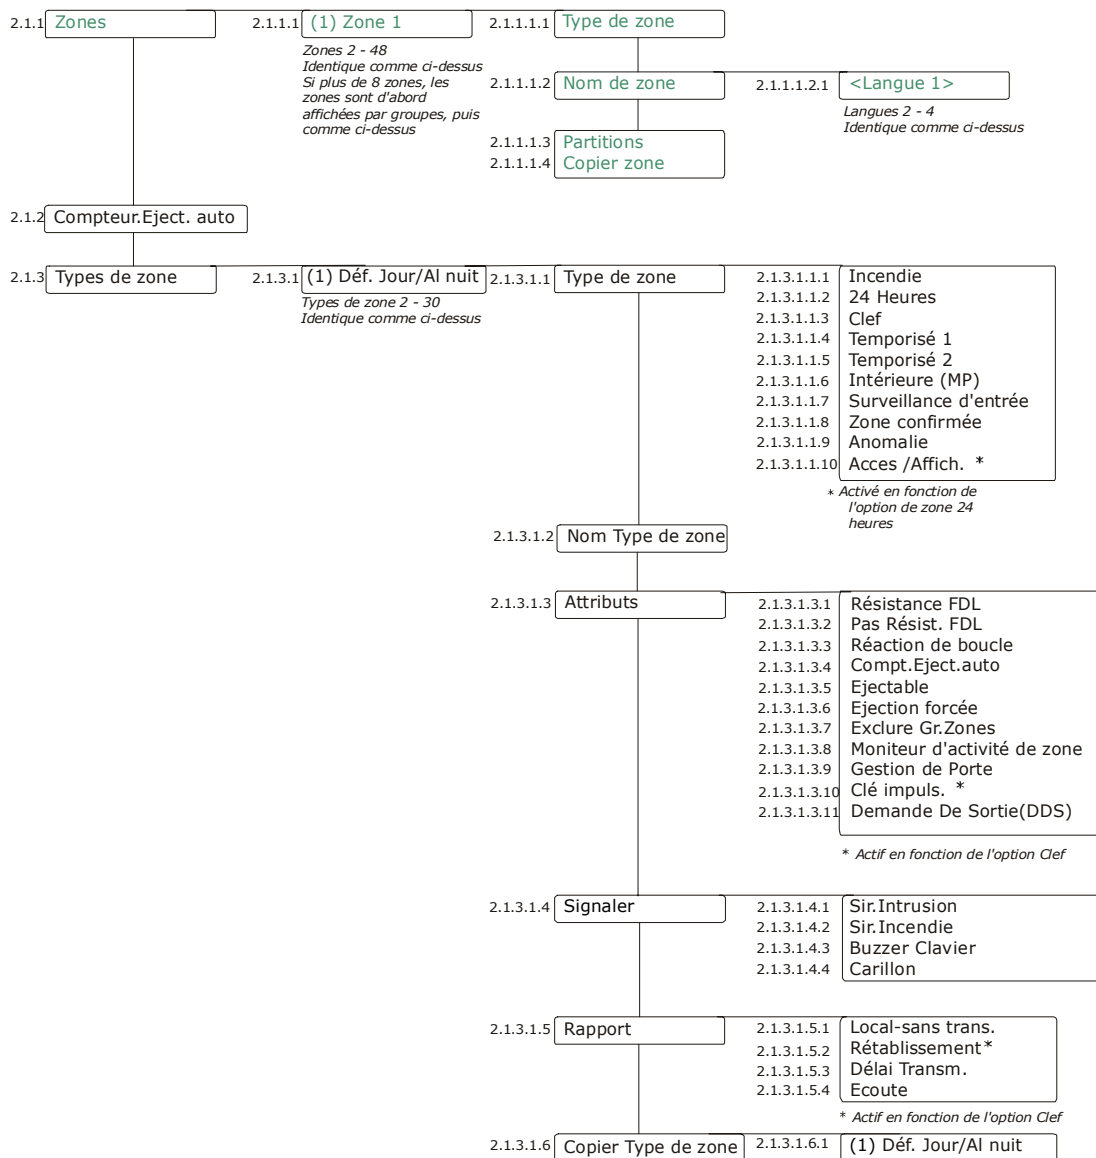 2.1.1 Zones
2.1.1.1 (1) Zone 1
Zones 2 - 48
Identique comme ci-dessus
Si plus de 8 zones, les
zones sont d'abord
affichées par groupes, puis
comme ci-dessus
2.1.1.1.1 Type de zone
2.1.1.1.2 Nom de zone
2.1.1.1.2.1 <Langue 1>
Langues 2 - 4
Identique comme ci-dessus
2.1.1.1.3 Partitions
2.1.1.1.4 Copier zone
2.1.2 Compteur.Eject. auto
2.1.3 Types de zone
2.1.3.1 (1) Déf. Jour/Al nuit
Types de zone 2 - 30
Identique comme ci-dessus
2.1.3.1.1 Type de zone
2.1.3.1.1.1 Incendie
2.1.3.1.1.2 24 Heures
2.1.3.1.1.3 Clef
2.1.3.1.1.4 Temporisé 1
2.1.3.1.1.5 Temporisé 2
2.1.3.1.1.6 Intérieure (MP)
2.1.3.1.1.7 Surveillance d'entrée
2.1.3.1.1.8 Zone confirmée
2.1.3.1.1.9 Anomalie
2.1.3.1.1.10 Acces /Affich. *
* Activé en fonction de
l'option de zone 24
heures
2.1.3.1.2 Nom Type de zone
2.1.3.1.3 Attributs
2.1.3.1.3.1 Résistance FDL
2.1.3.1.3.2 Pas Résist. FDL
2.1.3.1.3.3 Réaction de boucle
2.1.3.1.3.4 Compt.Eject.auto
2.1.3.1.3.5 Ejectable
2.1.3.1.3.6 Ejection forcée
2.1.3.1.3.7 Exclure Gr.Zones
2.1.3.1.3.8 Moniteur d'activité de zone
2.1.3.1.3.9 Gestion de Porte
2.1.3.1.3.10 Clé impuls. *
2.1.3.1.3.11 Demande De Sortie(DDS)
* Actif en fonction de l'option Clef
2.1.3.1.4 Signaler
2.1.3.1.4.1 Sir.Intrusion
2.1.3.1.4.2 Sir.Incendie
2.1.3.1.4.3 Buzzer Clavier
2.1.3.1.4.4 Carillon
2.1.3.1.5 Rapport
2.1.3.1.5.1 Local-sans trans.
2.1.3.1.5.2 Rétablissement*
2.1.3.1.5.3 Délai Transm.
2.1.3.1.5.4 Ecoute
* Actif en fonction de l'option Clef
2.1.3.1.6 Copier Type de zone
2.1.3.1.6.1 (1) Déf. Jour/Al nuit